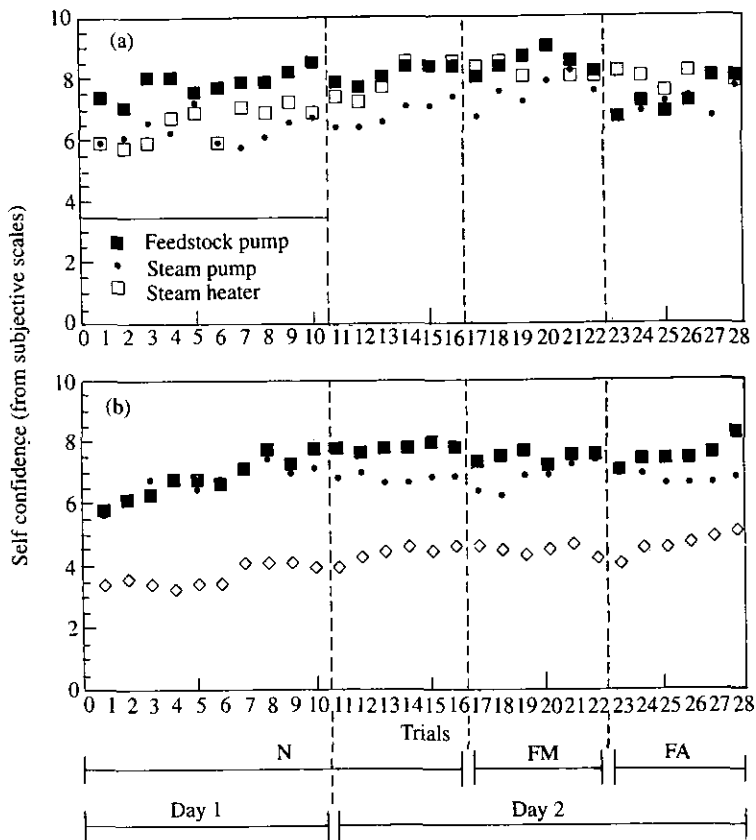 Self confidence (from subjective scales)
(a)
10
8
6
4
2
0
Feedstock pump
Steam pump
Steam heater
0 1 2 3 4 5 6 7 8 9 10 11 12 13 14 15 16 17 18 19 20 21 22 23 24 25 26 27 28
(b)
10
8
6
4
2
0
0 1 2 3 4 5 6 7 8 9 10 11 12 13 14 15 16 17 18 19 20 21 22 23 24 25 26 27 28
Trials
N FM FA
Day 1 Day 2